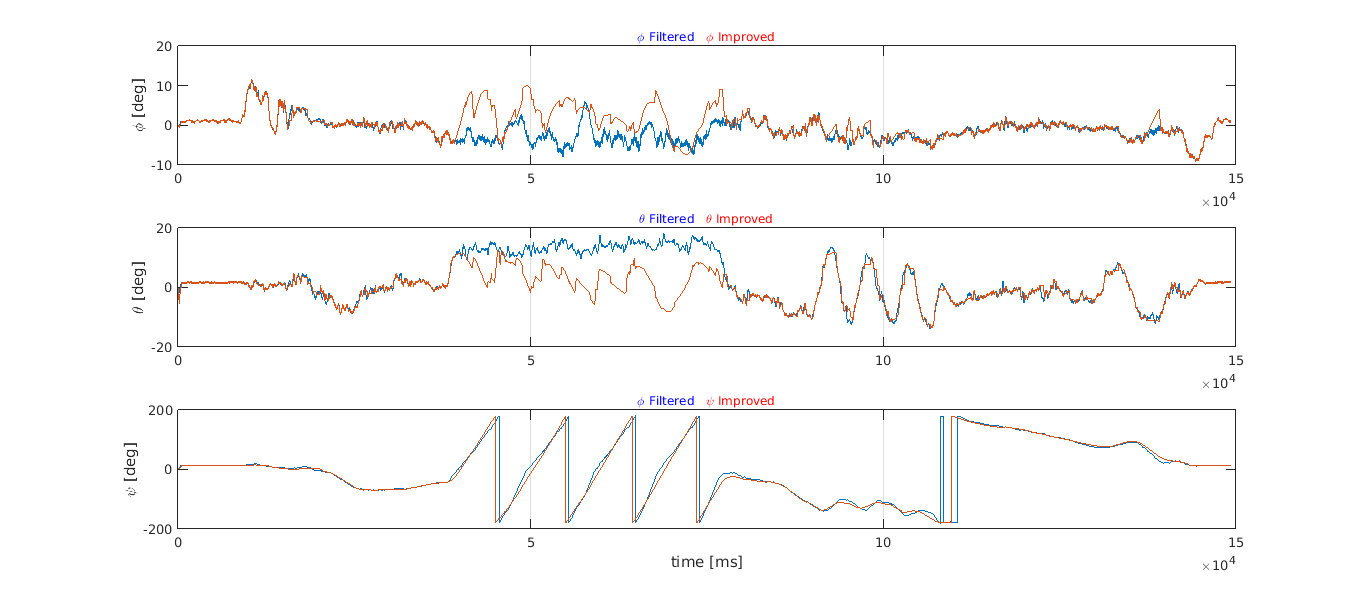 ϕ Filtered ϕ Improved
20
10
0
-10
ϕ [deg]
0 5 10 15
×10⁴
θ Filtered θ Improved
20
0
-20
θ [deg]
0 5 10 15
×10⁴
ϕ Filtered ψ Improved
200
0
-200
ψ [deg]
0 5 10 15
time [ms]
×10⁴